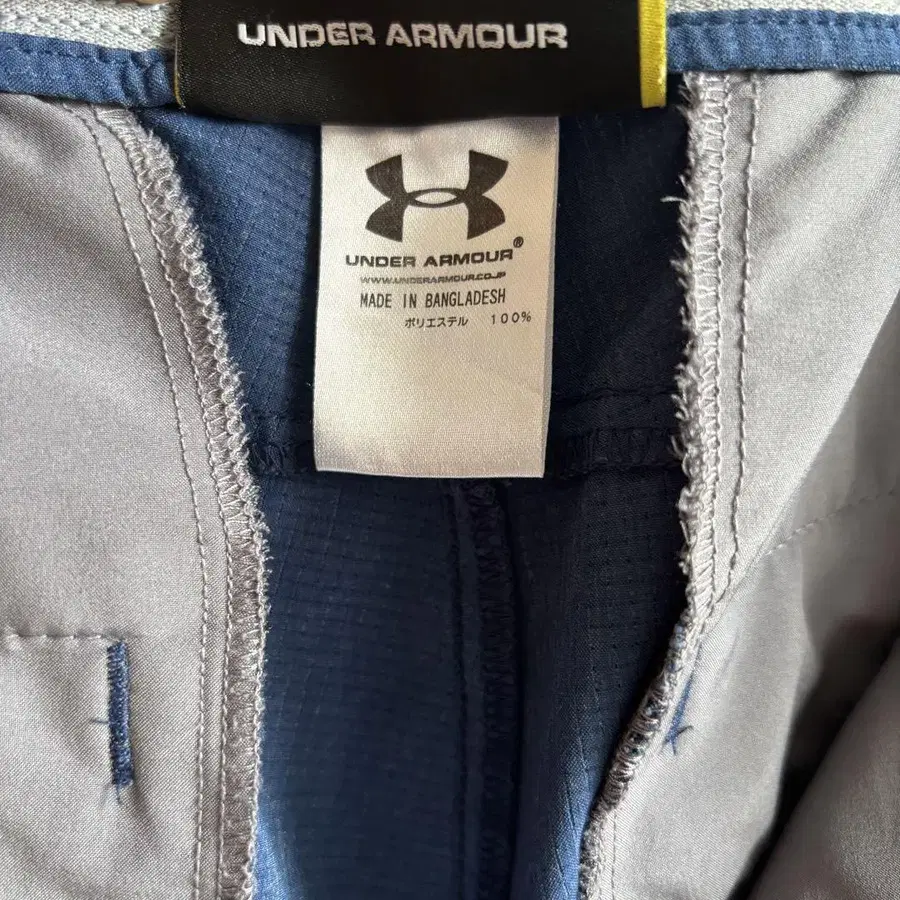 UNDER ARMOUR
UNDER ARMOUR®
WWW.UNDERARMOUR.CO.JP
MADE IN BANGLADESH
ポリエステル 100%